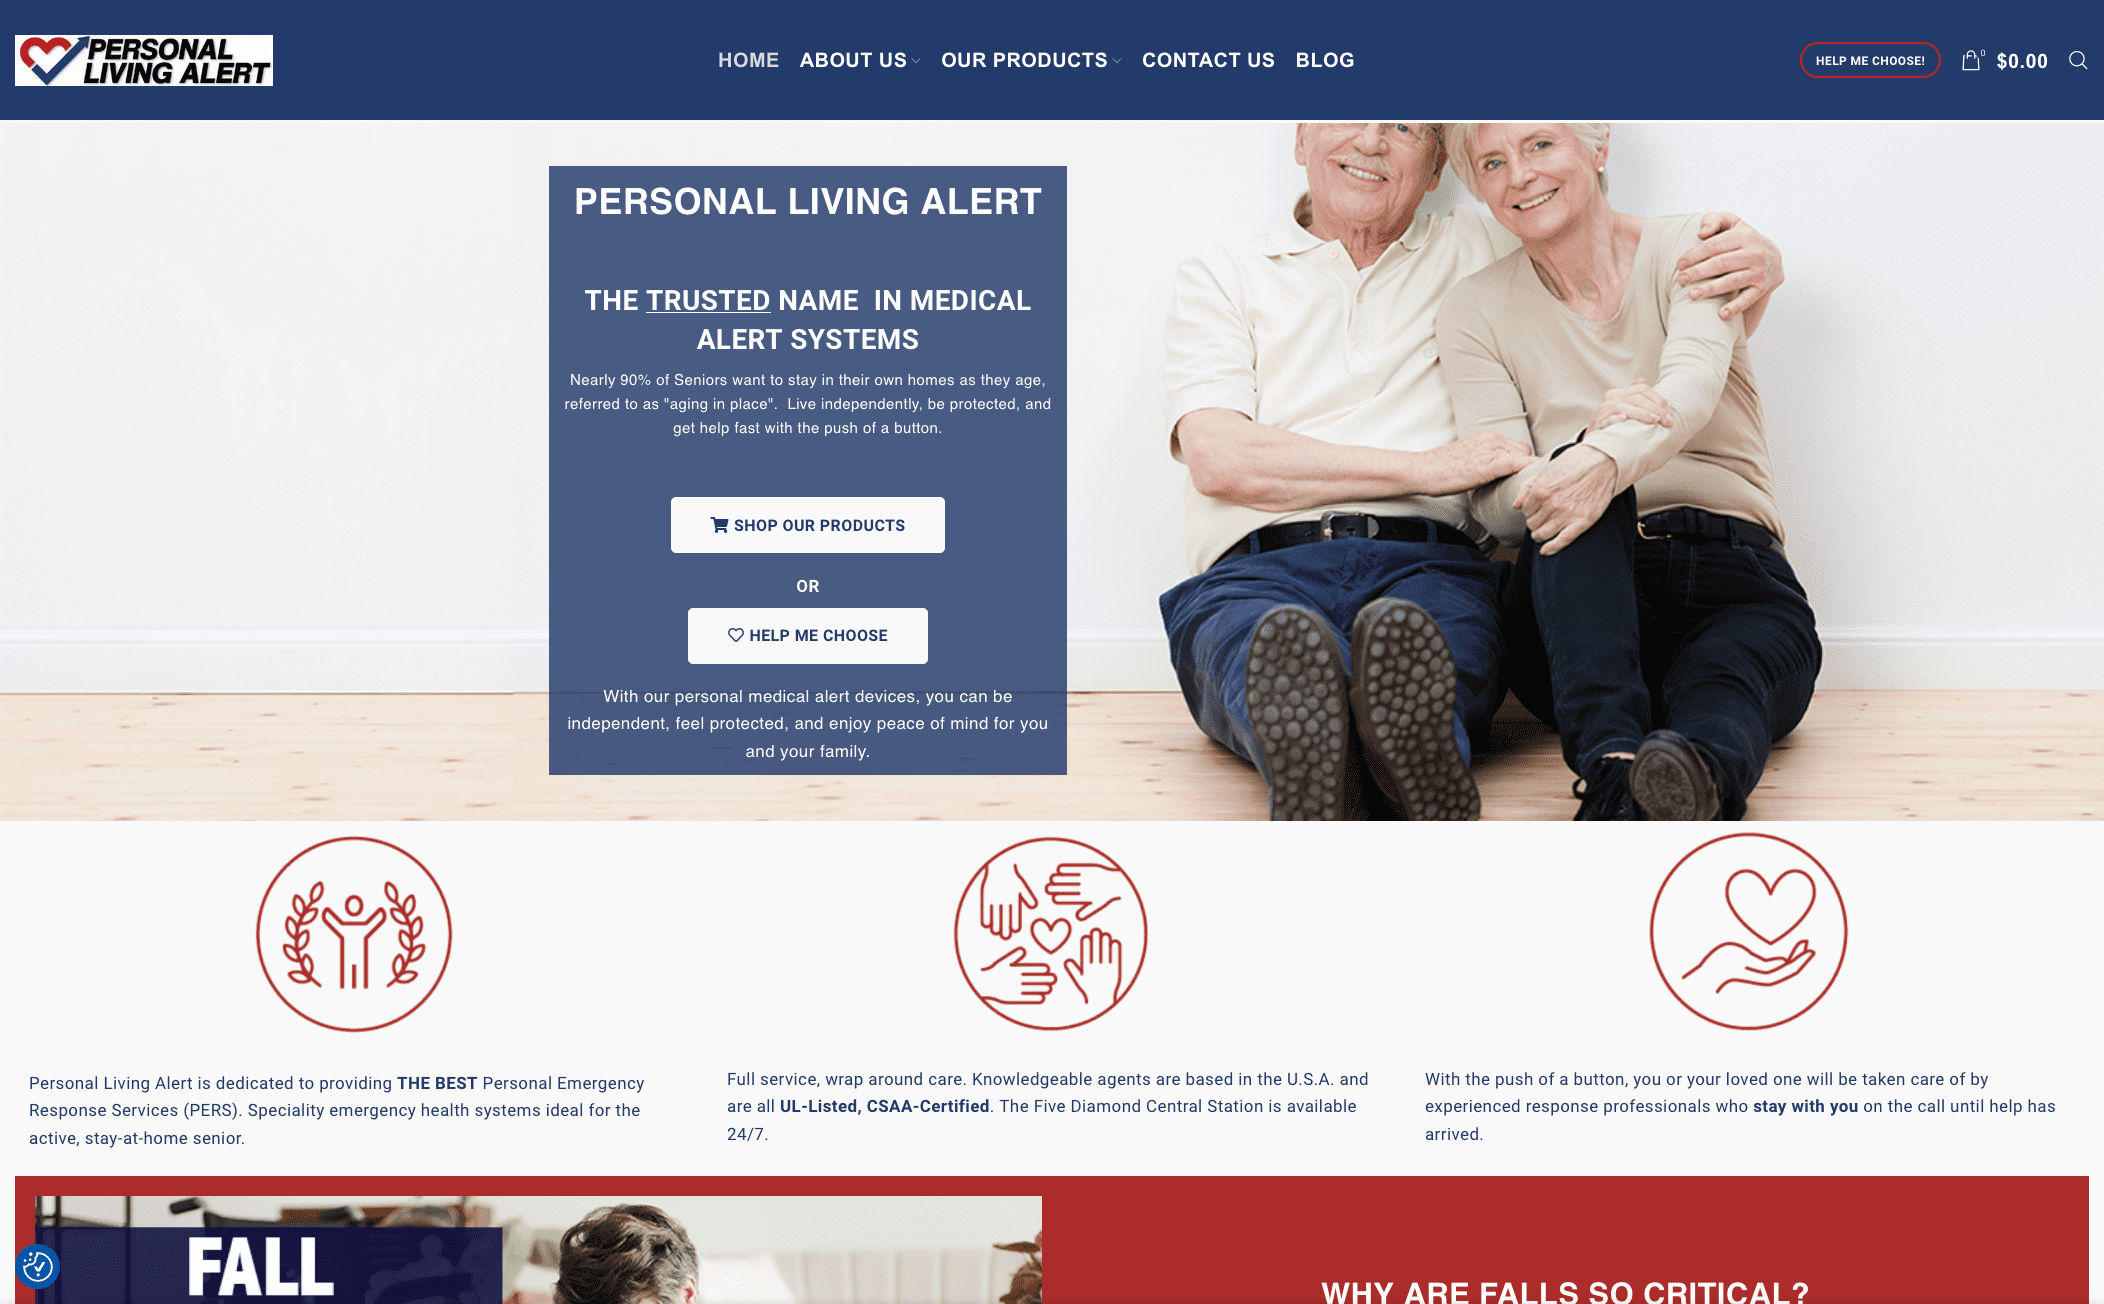 PERSONAL
LIVING ALERT
HOME ABOUT US OUR PRODUCTS CONTACT US BLOG
HELP ME CHOOSE!
0
$0.00
PERSONAL LIVING ALERT
THE TRUSTED NAME  IN MEDICAL
ALERT SYSTEMS
Nearly 90% of Seniors want to stay in their own homes as they age,
referred to as "aging in place".  Live independently, be protected, and
get help fast with the push of a button.
SHOP OUR PRODUCTS
OR
HELP ME CHOOSE
With our personal medical alert devices, you can be
independent, feel protected, and enjoy peace of mind for you
and your family.
Personal Living Alert is dedicated to providing THE BEST Personal Emergency
Response Services (PERS). Speciality emergency health systems ideal for the
active, stay-at-home senior.
Full service, wrap around care. Knowledgeable agents are based in the U.S.A. and
are all UL-Listed, CSAA-Certified. The Five Diamond Central Station is available
24/7.
With the push of a button, you or your loved one will be taken care of by
experienced response professionals who stay with you on the call until help has
arrived.
FALL
WHY ARE FALLS SO CRITICAL?